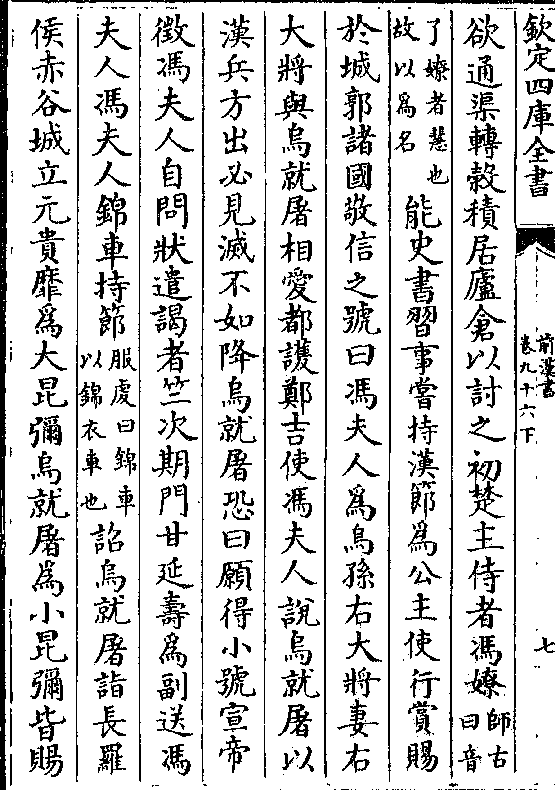 欽定四庫全書
前漢書
卷九十六下
七
欲通渠轉榖積居廬倉以討之初楚主侍者馮嫽師古曰音
了嫽者慧也故以爲名能史書習事嘗持漢節爲公主使行賞賜
於城郭諸國敬信之號曰馮夫人爲烏孫右大將妻右
大將與烏就屠相愛都護鄭吉使馮夫人說烏就屠以
漢兵方出必見滅不如降烏就屠恐曰願得小號宣帝
徵馮夫人自問狀遣謁者竺次期門甘延壽爲副送馮
夫人馮夫人錦車持節服虔曰錦車以錦衣車也詔烏就屠詣長羅
侯赤谷城立元貴靡爲大昆彌烏就屠爲小昆彌皆賜